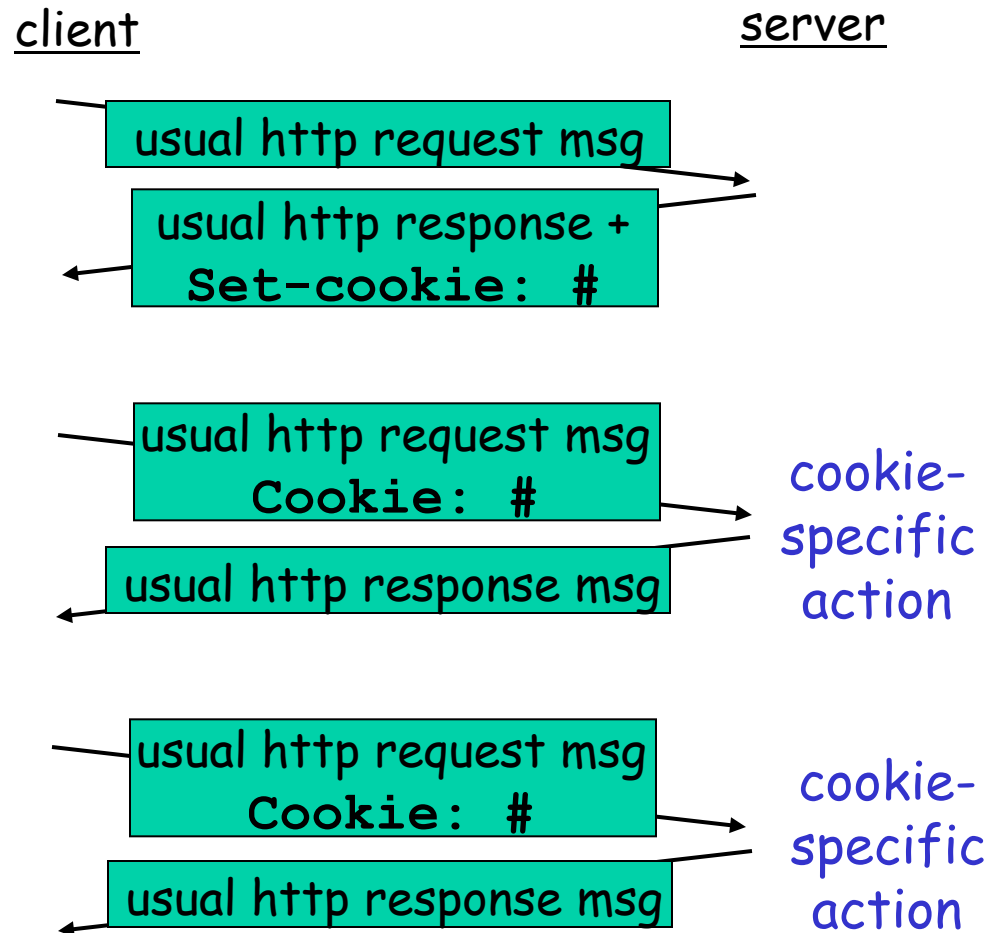 client
server
usual http request msg
usual http response +
Set-cookie: #
usual http request msg
Cookie: #
cookie-
specific
action
usual http response msg
usual http request msg
Cookie: #
cookie-
specific
action
usual http response msg